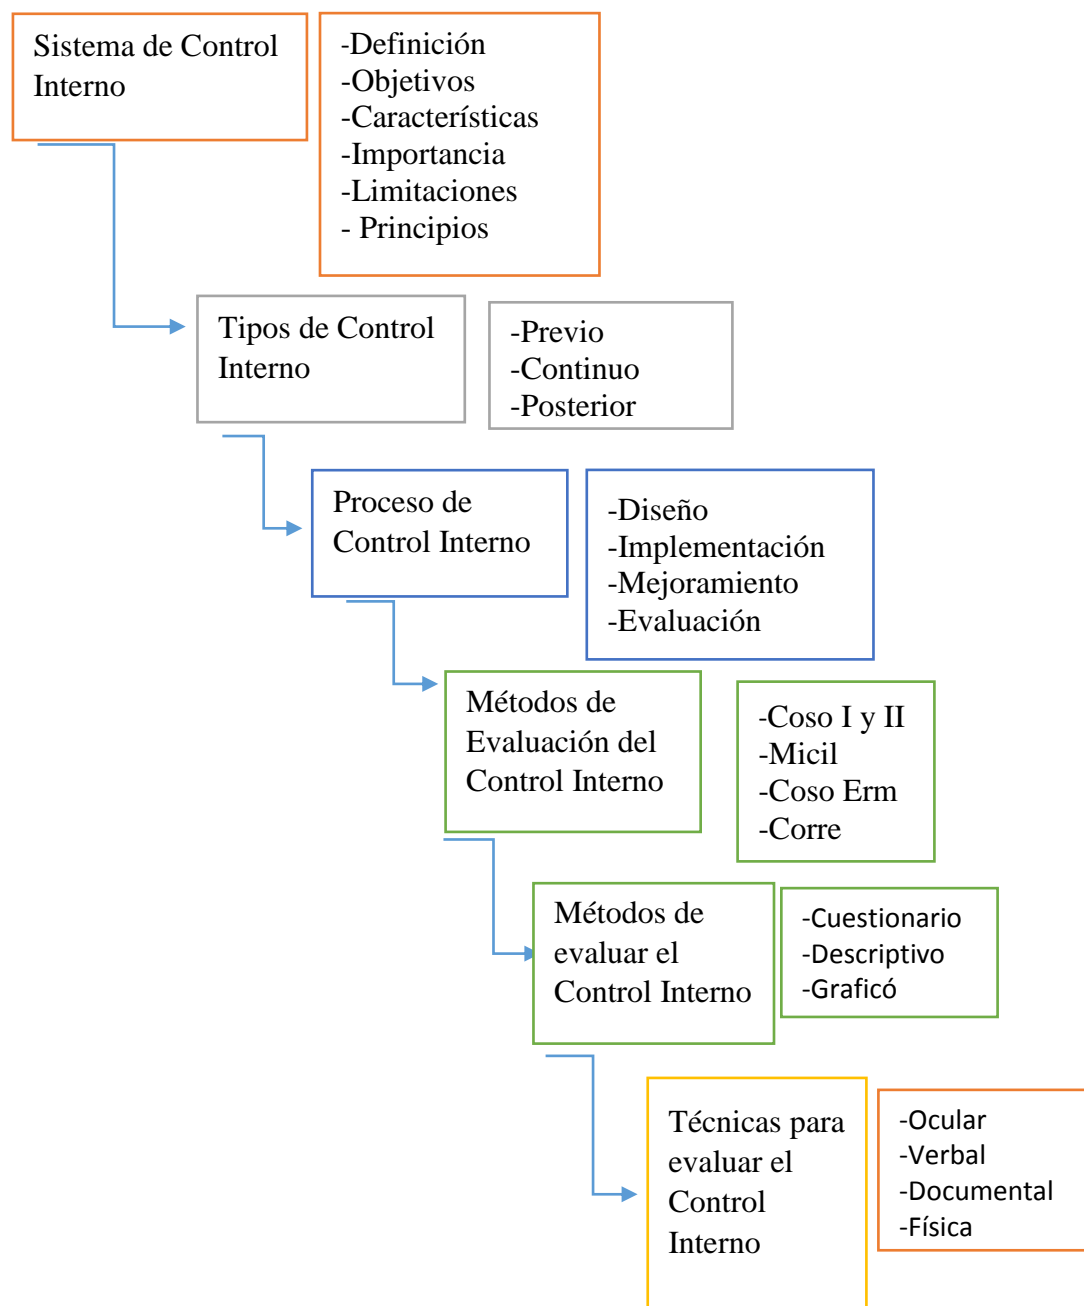 Sistema de Control
Interno
-Definición
-Objetivos
-Características
-Importancia
-Limitaciones
- Principios
Tipos de Control
Interno
-Previo
-Continuo
-Posterior
Proceso de
Control Interno
-Diseño
-Implementación
-Mejoramiento
-Evaluación
Métodos de
Evaluación del
Control Interno
-Coso I y II
-Micil
-Coso Erm
-Corre
Métodos de
evaluar el
Control Interno
-Cuestionario
-Descriptivo
-Graficó
Técnicas para
evaluar el
Control
Interno
-Ocular
-Verbal
-Documental
-Física